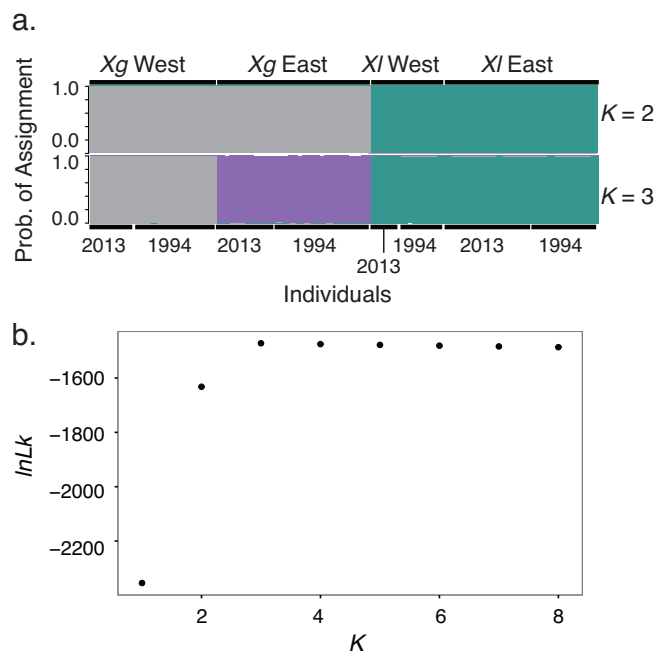 a.
Xg West Xg East Xl West Xl East
1.0
0.0
K = 2
1.0
0.0
K = 3
Prob. of Assignment
2013 1994 2013 1994 1994 2013 1994
2013
Individuals
b.
−1600
−1800
−2000
−2200
lnLk
2 4 6 8
K